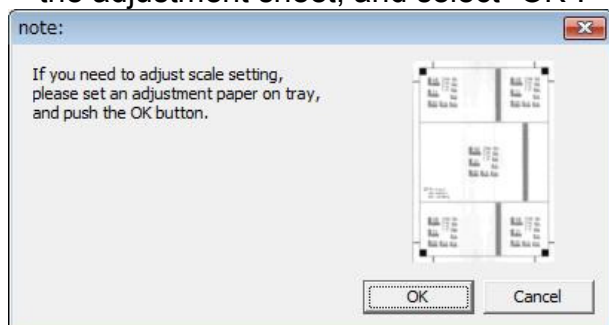 the adjustment sheet, and select "OK".
note:
If you need to adjust scale setting,
please set an adjustment paper on tray,
and push the OK button.
OK
Cancel